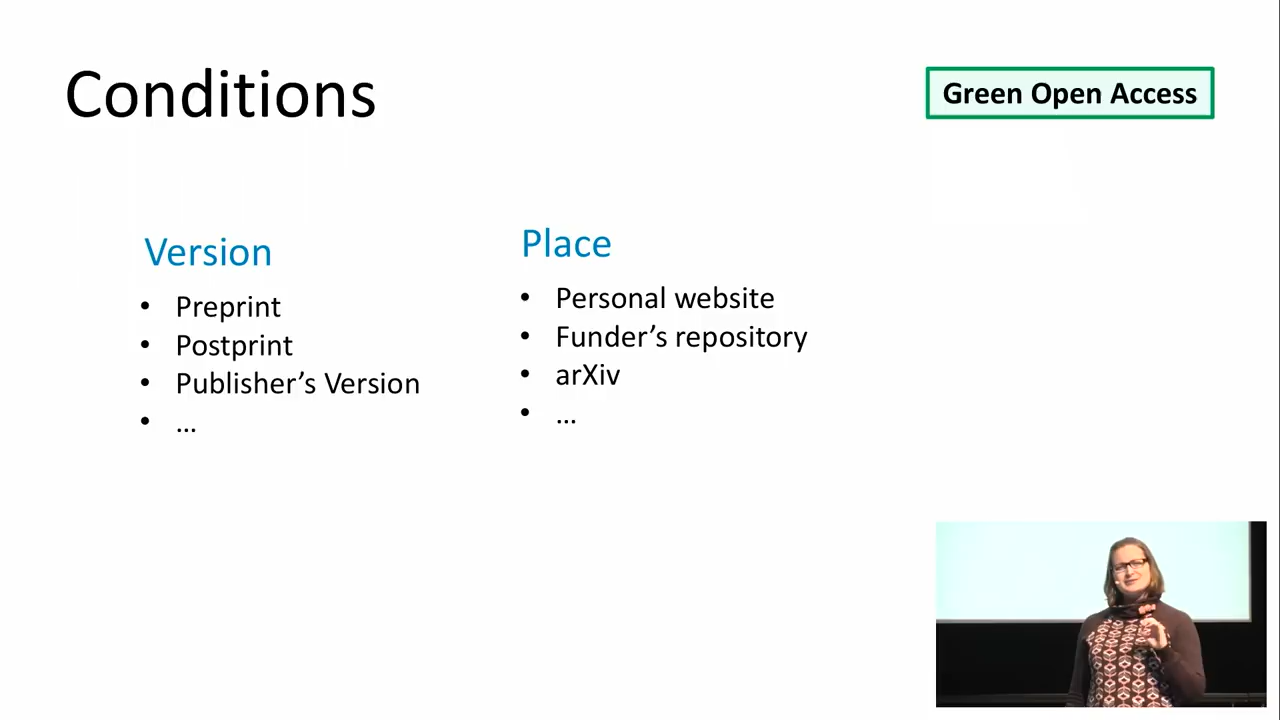 Conditions
Green Open Access
Version
• Preprint
• Postprint
• Publisher’s Version
• ...
Place
• Personal website
• Funder’s repository
• arXiv
• ...